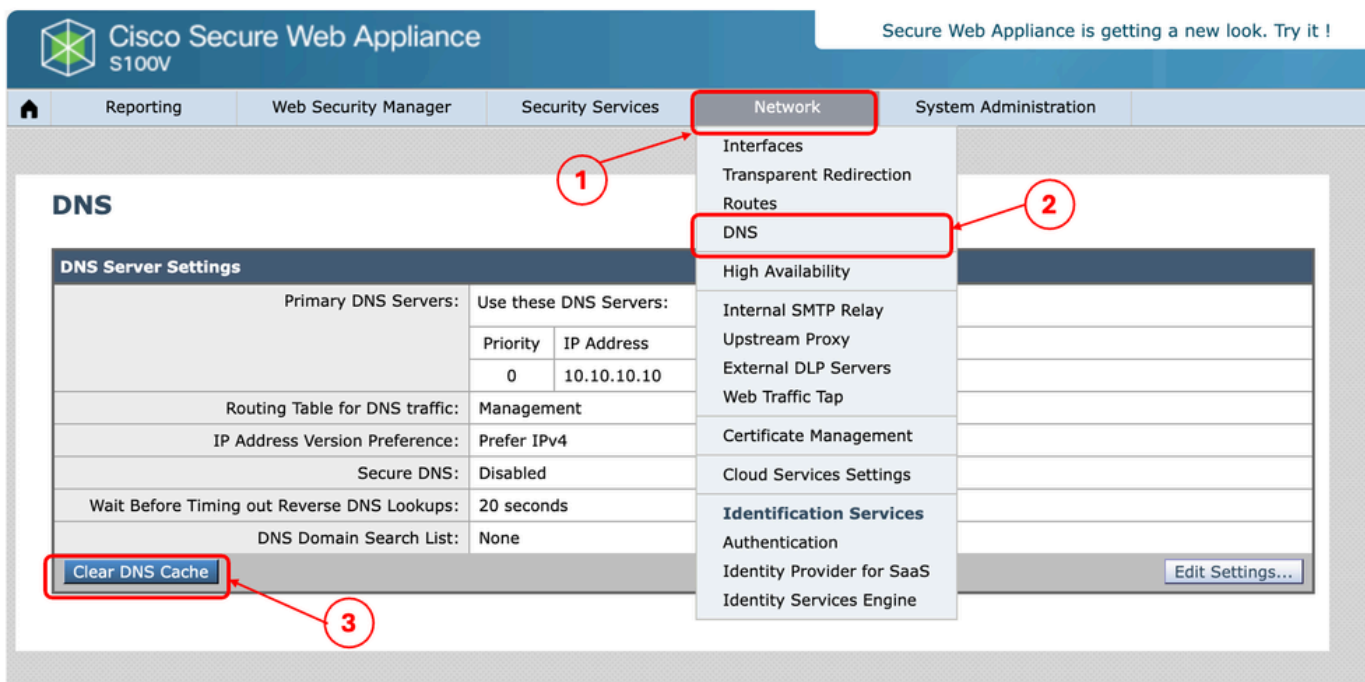 Cisco Secure Web Appliance
S100V
Secure Web Appliance is getting a new look. Try it !
Reporting Web Security Manager Security Services Network System Administration
1
Interfaces
Transparent Redirection
Routes
DNS
2
High Availability
Internal SMTP Relay
Upstream Proxy
External DLP Servers
Web Traffic Tap
Certificate Management
Cloud Services Settings
Identification Services
Authentication
Identity Provider for SaaS
Identity Services Engine
DNS
DNS Server Settings
Primary DNS Servers: Use these DNS Servers:
Priority IP Address
0 10.10.10.10
Routing Table for DNS traffic: Management
IP Address Version Preference: Prefer IPv4
Secure DNS: Disabled
Wait Before Timing out Reverse DNS Lookups: 20 seconds
DNS Domain Search List: None
Clear DNS Cache Edit Settings...
3